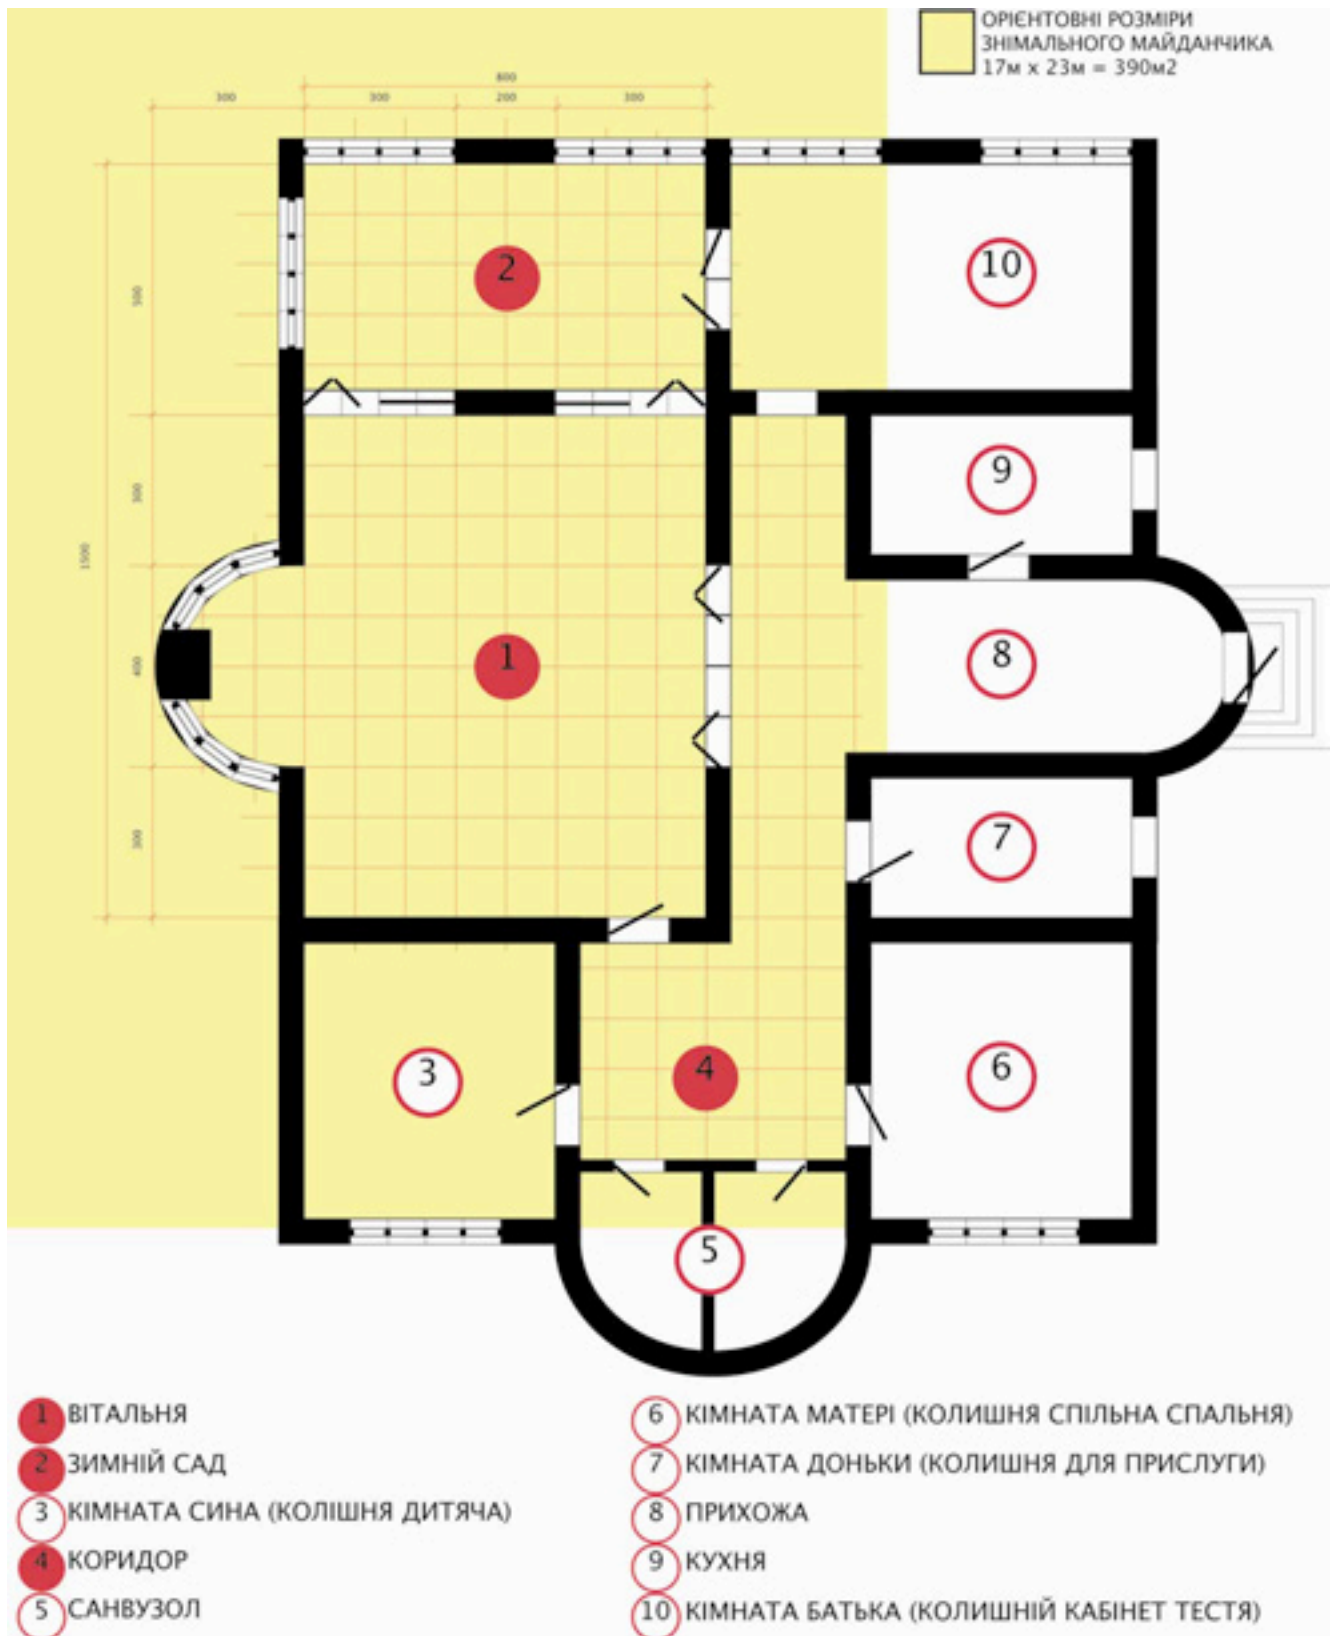 ОРІЄНТОВНІ РОЗМІРИ
ЗНІМАЛЬНОГО МАЙДАНЧИКА
17м x 23м = 390м2
800
300 300 200 300
2
10
500
300
9
1500
400
1
8
300
7
3
4
6
5
1 ВІТАЛЬНЯ
2 ЗИМНІЙ САД
3 КІМНАТА СИНА (КОЛІШНЯ ДИТЯЧА)
4 КОРИДОР
5 САНВУЗОЛ
6 КІМНАТА МАТЕРІ (КОЛИШНЯ СПІЛЬНА СПАЛЬНЯ)
7 КІМНАТА ДОНЬКИ (КОЛИШНЯ ДЛЯ ПРИСЛУГИ)
8 ПРИХОЖА
9 КУХНЯ
10 КІМНАТА БАТЬКА (КОЛИШНІЙ КАБІНЕТ ТЕСТЯ)